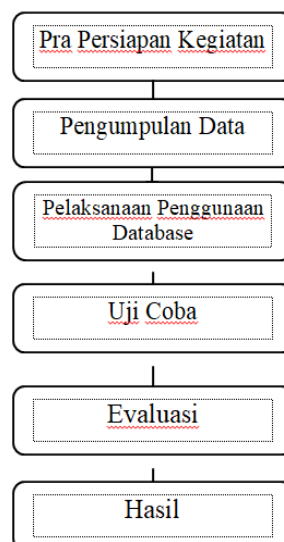 Pra Persiapan Kegiatan
Pengumpulan Data
Pelaksanaan Penggunaan
Database
Uji Coba
Evaluasi
Hasil